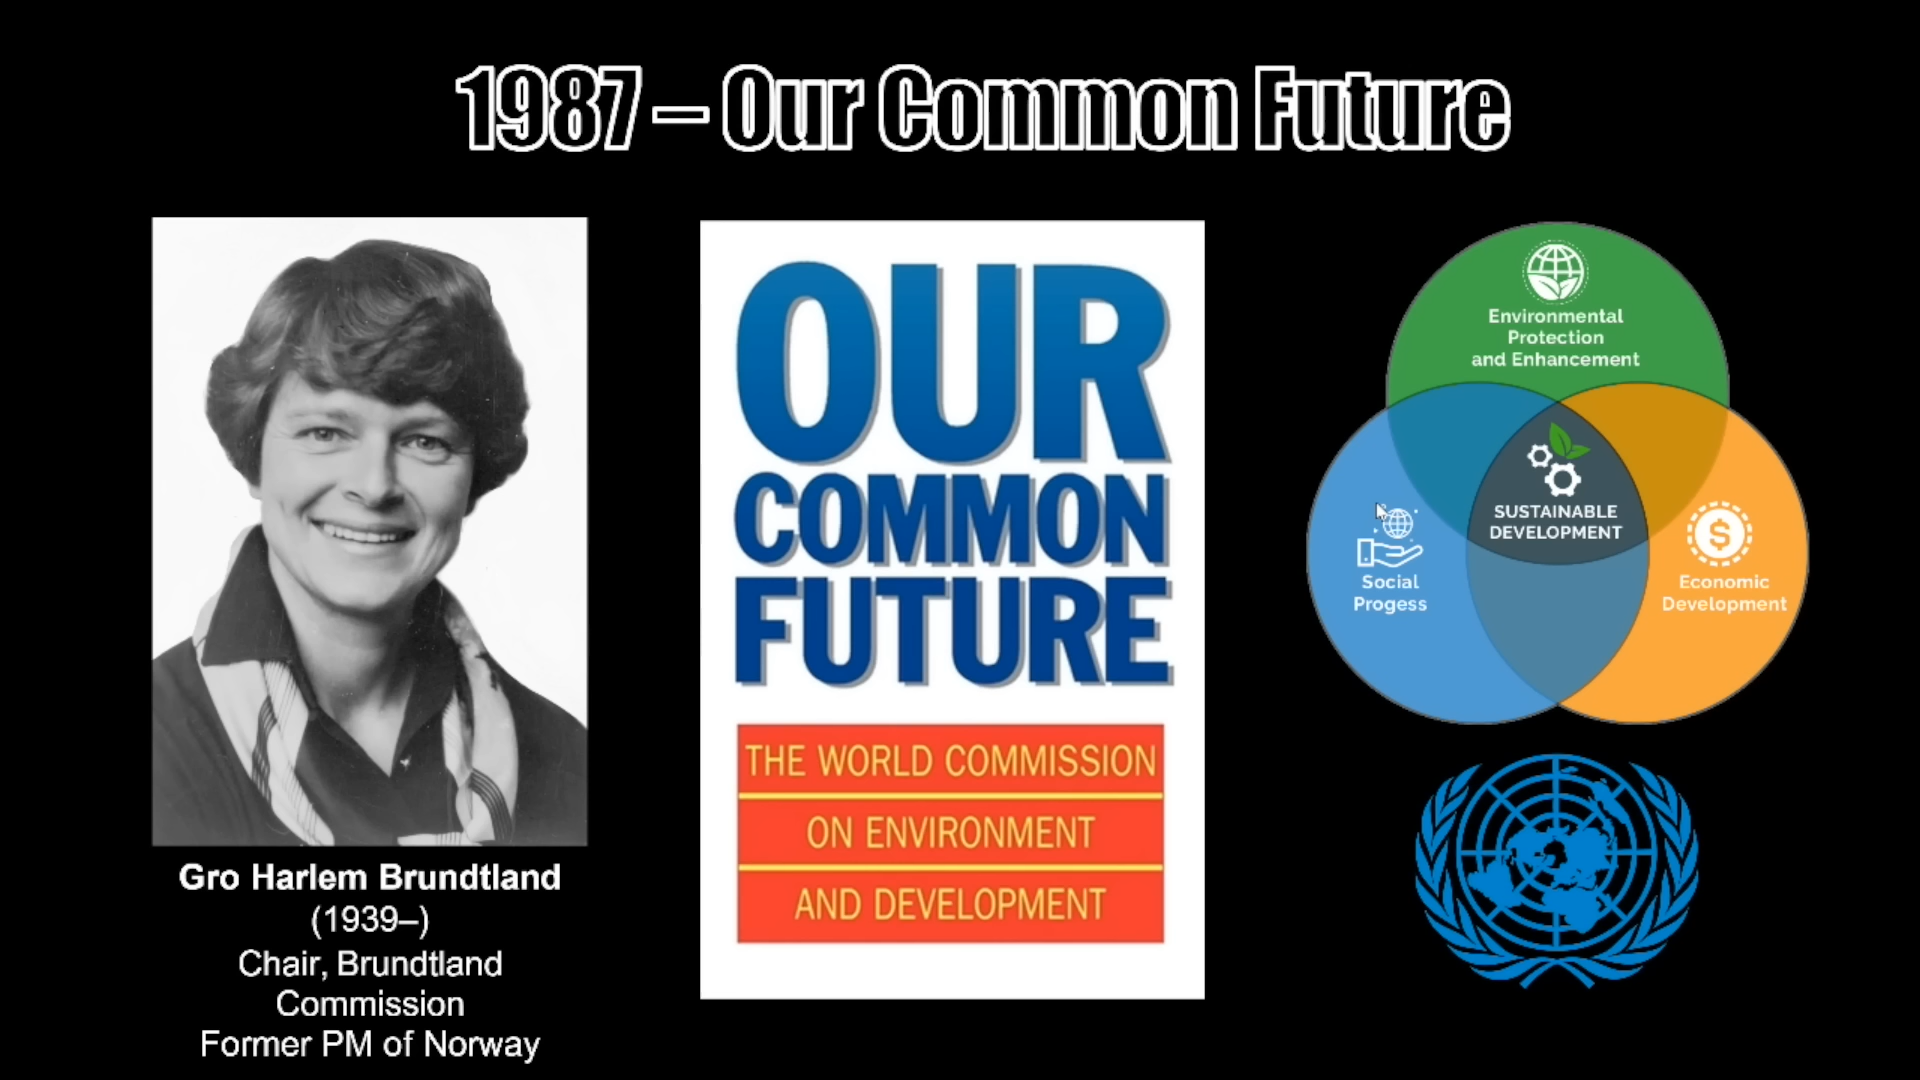 1987 – Our Common Future
Gro Harlem Brundtland
(1939–)
Chair, Brundtland
Commission
Former PM of Norway
OUR
COMMON
FUTURE
THE WORLD COMMISSION
ON ENVIRONMENT
AND DEVELOPMENT
Environmental
Protection
and Enhancement
SUSTAINABLE
DEVELOPMENT
Social
Progess
$
Economic
Development